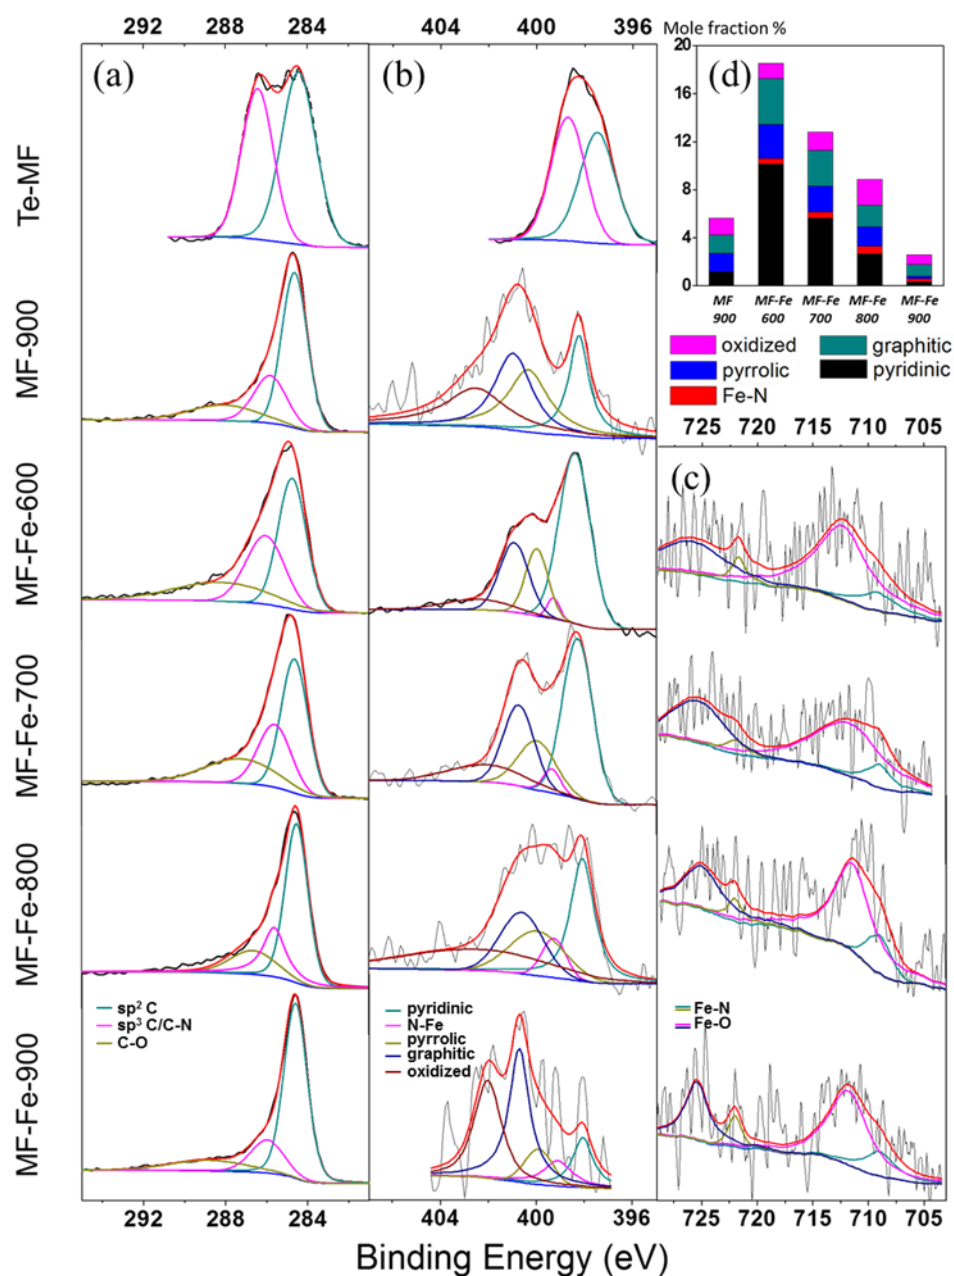 292 288 284
404 400 396
Mole fraction %
(a)
(b)
(d)
20
16
12
8
4
0
MF 900
MF-Fe 600
MF-Fe 700
MF-Fe 800
MF-Fe 900
oxidized
graphitic
pyrrolic
pyridinic
Fe-N
725 720 715 710 705
(c)
Te-MF
MF-900
MF-Fe-600
MF-Fe-700
MF-Fe-800
MF-Fe-900
sp² C
sp³ C/C-N
C-O
pyridinic
N-Fe
pyrrolic
graphitic
oxidized
Fe-N
Fe-O
292 288 284
404 400 396
725 720 715 710 705
Binding Energy (eV)